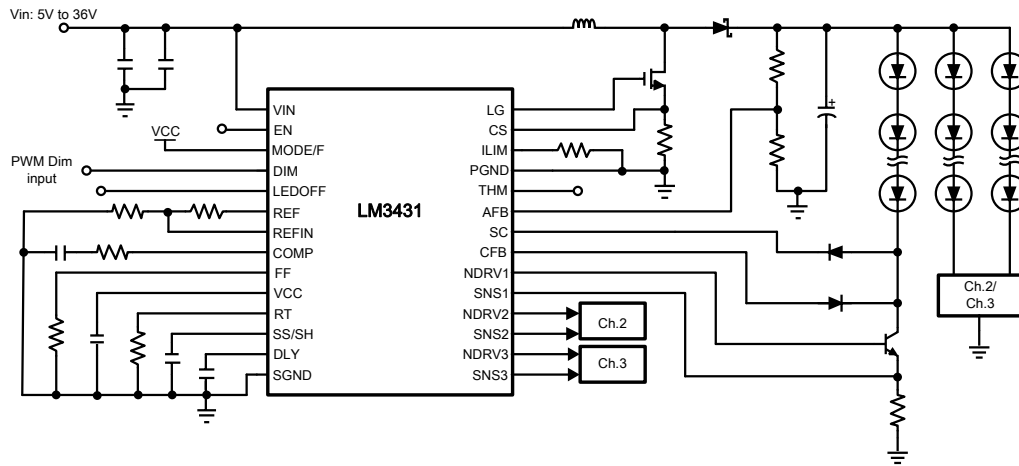 Vin: 5V to 36V
VCC
PWM Dim
input
LM3431
VIN
EN
MODE/F
DIM
LEDOFF
REF
REFIN
COMP
FF
VCC
RT
SS/SH
DLY
SGND
LG
CS
ILIM
PGND
THM
AFB
SC
CFB
NDRV1
SNS1
NDRV2
SNS2
NDRV3
SNS3
Ch.2
Ch.3
+
Ch.2/
Ch.3